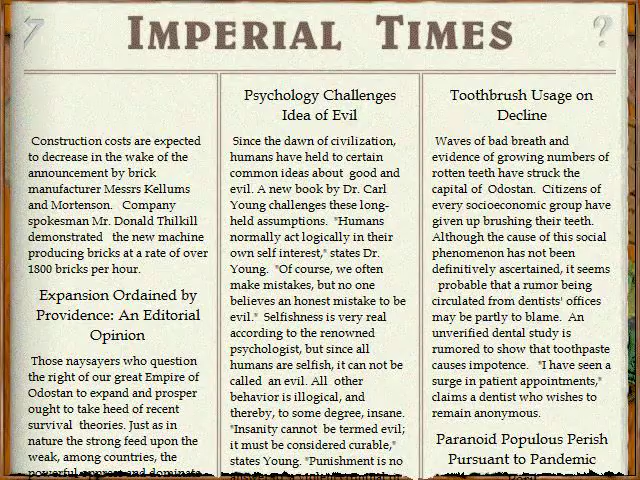 IMPERIAL TIMES
?
Construction costs are expected
to decrease in the wake of the
announcement by brick
manufacturer Messrs Kellums
and Mortenson. Company
spokesman Mr. Donald Thilkill
demonstrated the new machine
producing bricks at a rate of over
1800 bricks per hour.
Expansion Ordained by
Providence: An Editorial
Opinion
Those naysayers who question
the right of our great Empire of
Odostan to expand and prosper
ought to take heed of recent
survival theories. Just as in
nature the strong feed upon the
weak, among countries, the
powerful oppress and dominate
Psychology Challenges
Idea of Evil
Since the dawn of civilization,
humans have held to certain
common ideas about good and
evil. A new book by Dr. Carl
Young challenges these long-
held assumptions. "Humans
normally act logically in their
own self interest," states Dr.
Young. "Of course, we often
make mistakes, but no one
believes an honest mistake to be
evil." Selfishness is very real
according to the renowned
psychologist, but since all
humans are selfish, it can not be
called an evil. All other
behavior is illogical, and
thereby, to some degree, insane.
"Insanity cannot be termed evil;
it must be considered curable,"
states Young. "Punishment is no
Toothbrush Usage on
Decline
Waves of bad breath and
evidence of growing numbers of
rotten teeth have struck the
capital of Odostan. Citizens of
every socioeconomic group have
given up brushing their teeth.
Although the cause of this social
phenomenon has not been
definitively ascertained, it seems
probable that a rumor being
circulated from dentists' offices
may be partly to blame. An
unverified dental study is
rumored to show that toothpaste
causes impotence. "I have seen a
surge in patient appointments,"
claims a dentist who wishes to
remain anonymous.
Paranoid Populous Perish
Pursuant to Pandemic